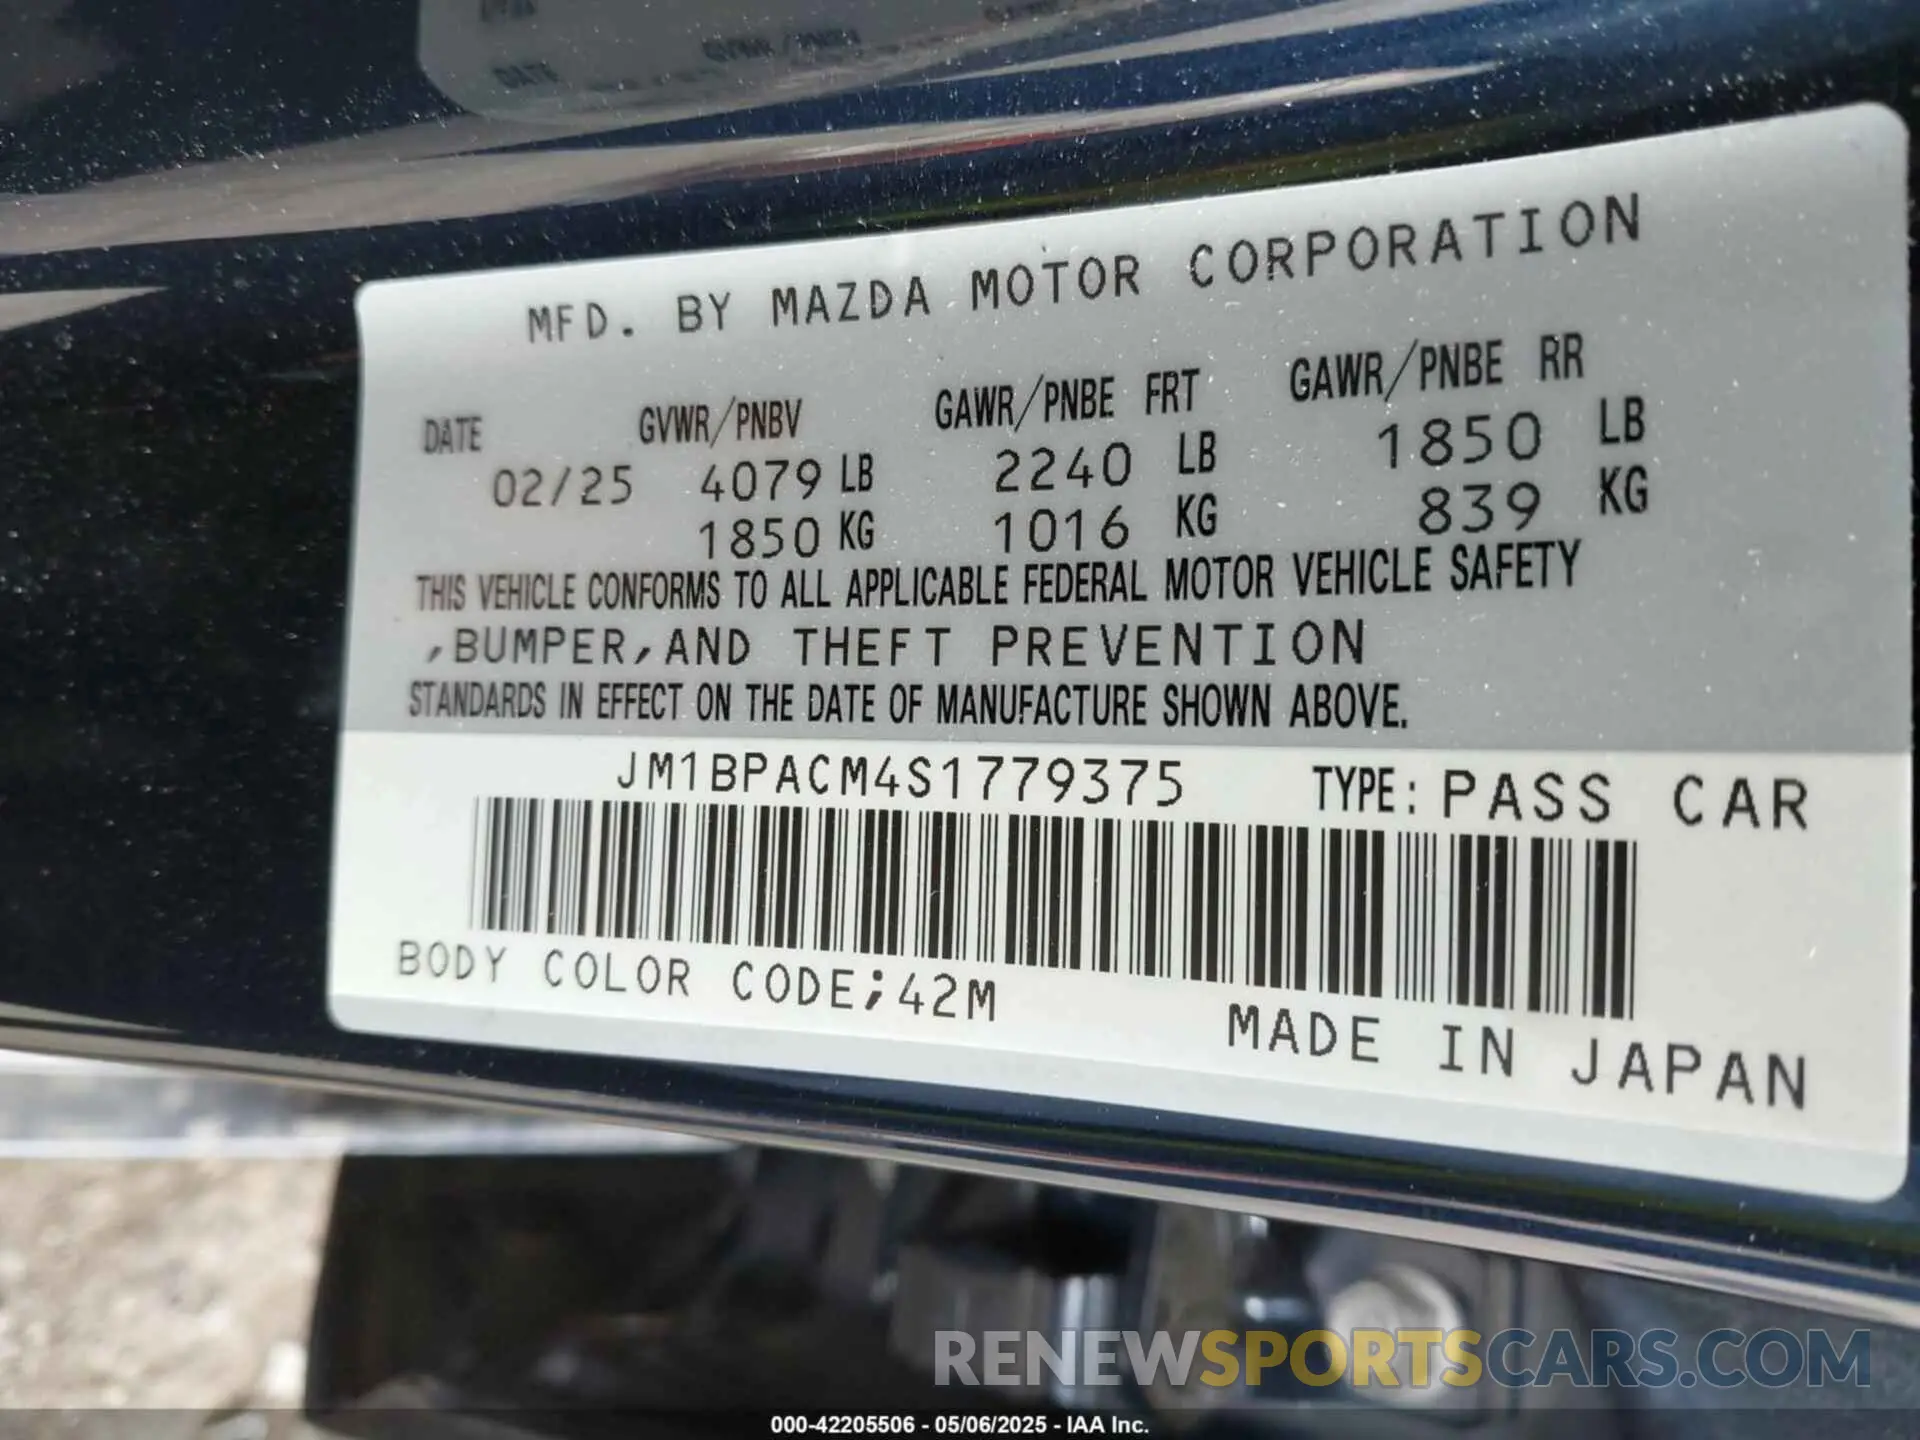 DATE GVWR/PNBV
MFD. BY MAZDA MOTOR CORPORATION
DATE GVWR/PNBV GAWR/PNBE FRT GAWR/PNBE RR
02/25 4079 LB 2240 LB 1850 LB
1850 KG 1016 KG 839 KG
THIS VEHICLE CONFORMS TO ALL APPLICABLE FEDERAL MOTOR VEHICLE SAFETY
,BUMPER,AND THEFT PREVENTION
STANDARDS IN EFFECT ON THE DATE OF MANUFACTURE SHOWN ABOVE.
JM1BPACM4S1779375 TYPE: PASS CAR
BODY COLOR CODE;42M
MADE IN JAPAN
RENEWSPORTSCARS.COM
000-42205506 - 05/06/2025 - IAA Inc.